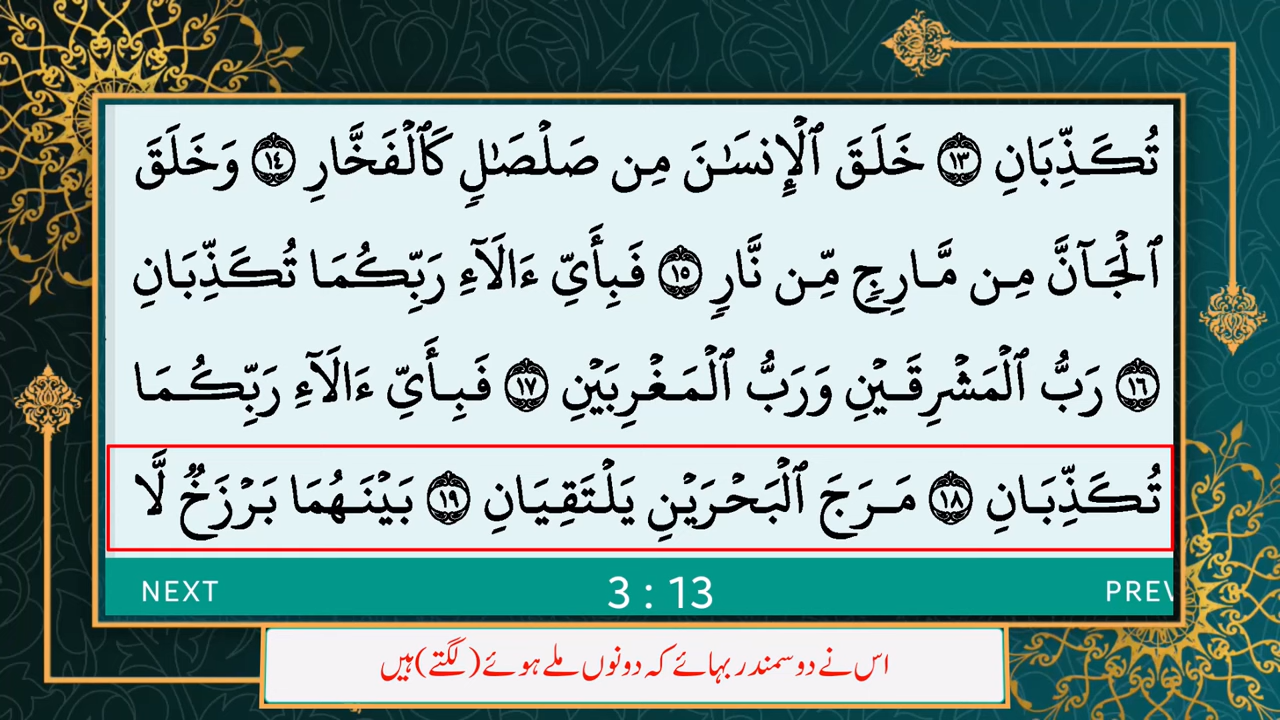 تُكَذِّبَانِ ١٣ خَلَقَ ٱلْإِنسَـٰنَ مِن صَلْصَـٰلٍ كَٱلْفَخَّارِ ١٤ وَخَلَقَ
ٱلْجَآنَّ مِن مَّارِجٍ مِّن نَّارٍ ١٥ فَبِأَىِّ ءَالَآءِ رَبِّكُمَا تُكَذِّبَانِ
١٦ رَبُّ ٱلْمَشْرِقَيْنِ وَرَبُّ ٱلْمَغْرِبَيْنِ ١٧ فَبِأَىِّ ءَالَآءِ رَبِّكُمَا
تُكَذِّبَانِ ١٨ مَرَجَ ٱلْبَحْرَيْنِ يَلْتَقِيَانِ ١٩ بَيْنَهُمَا بَرْزَخٌ لَّا
NEXT 3 : 13 PREV
اس نے دو سمندر بہائے کہ دونوں ملے ہوئے (لگتے) ہیں